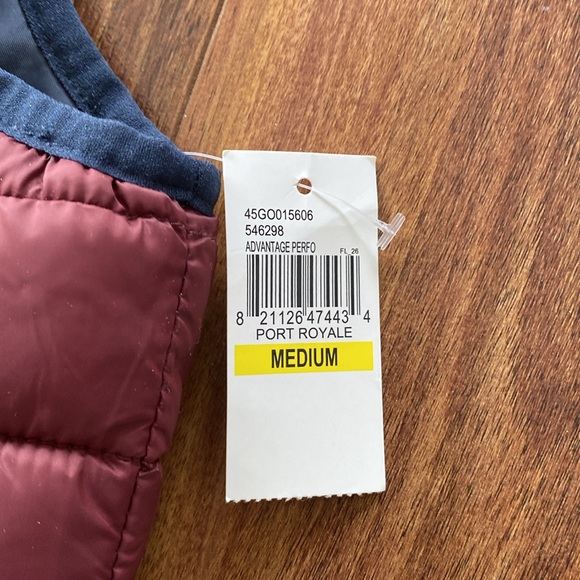 45GO015606
546298
ADVANTAGE PERFO
FL 26
8 21126 47443 4
PORT ROYALE
MEDIUM